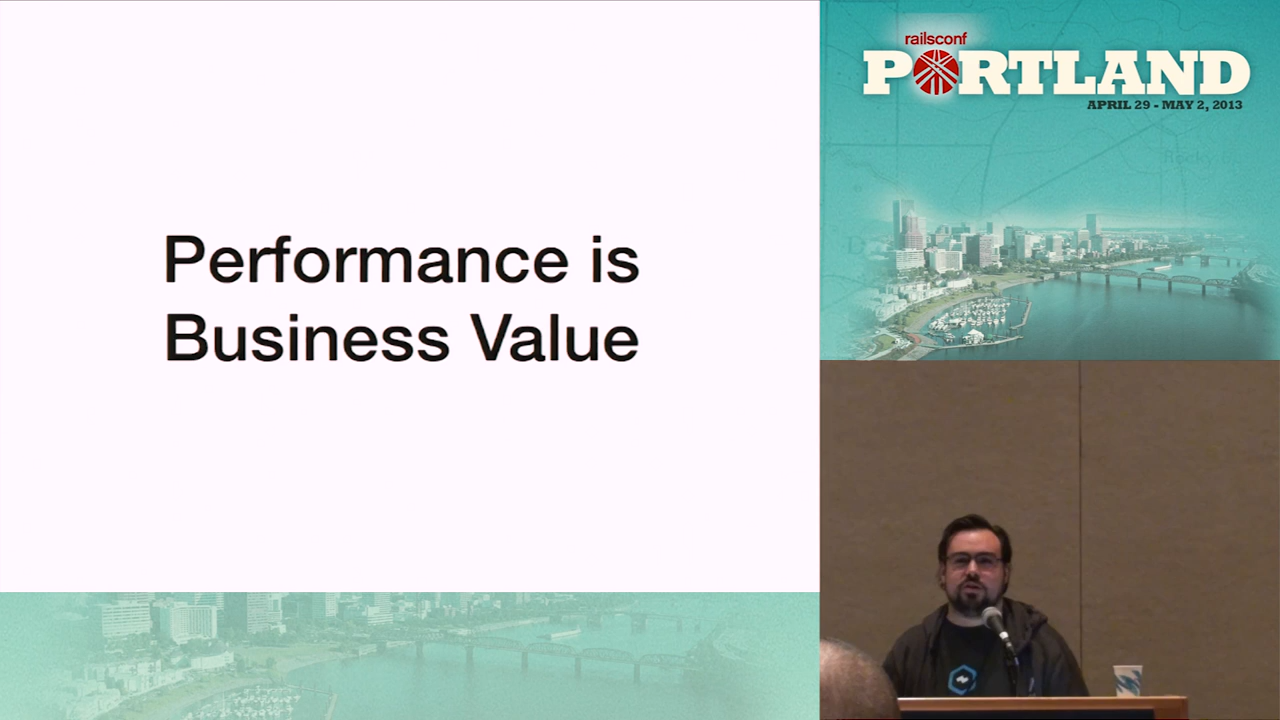 Performance is
Business Value
railsconf
PORTLAND
APRIL 29 - MAY 2, 2013